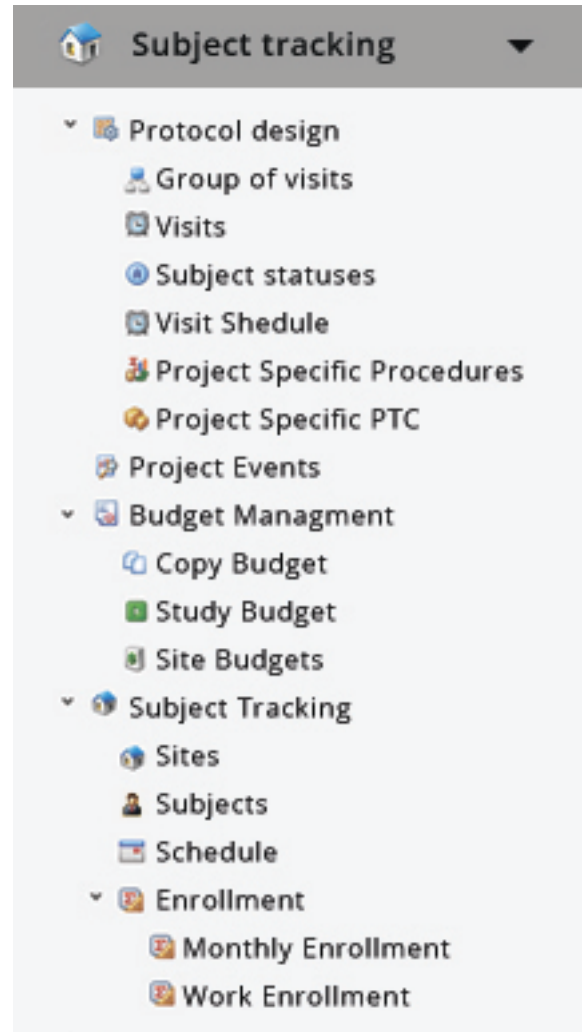 Subject tracking
Protocol design
Group of visits
Visits
Subject statuses
Visit Shedule
Project Specific Procedures
Project Specific PTC
Project Events
Budget Managment
Copy Budget
Study Budget
Site Budgets
Subject Tracking
Sites
Subjects
Schedule
Enrollment
Monthly Enrollment
Work Enrollment